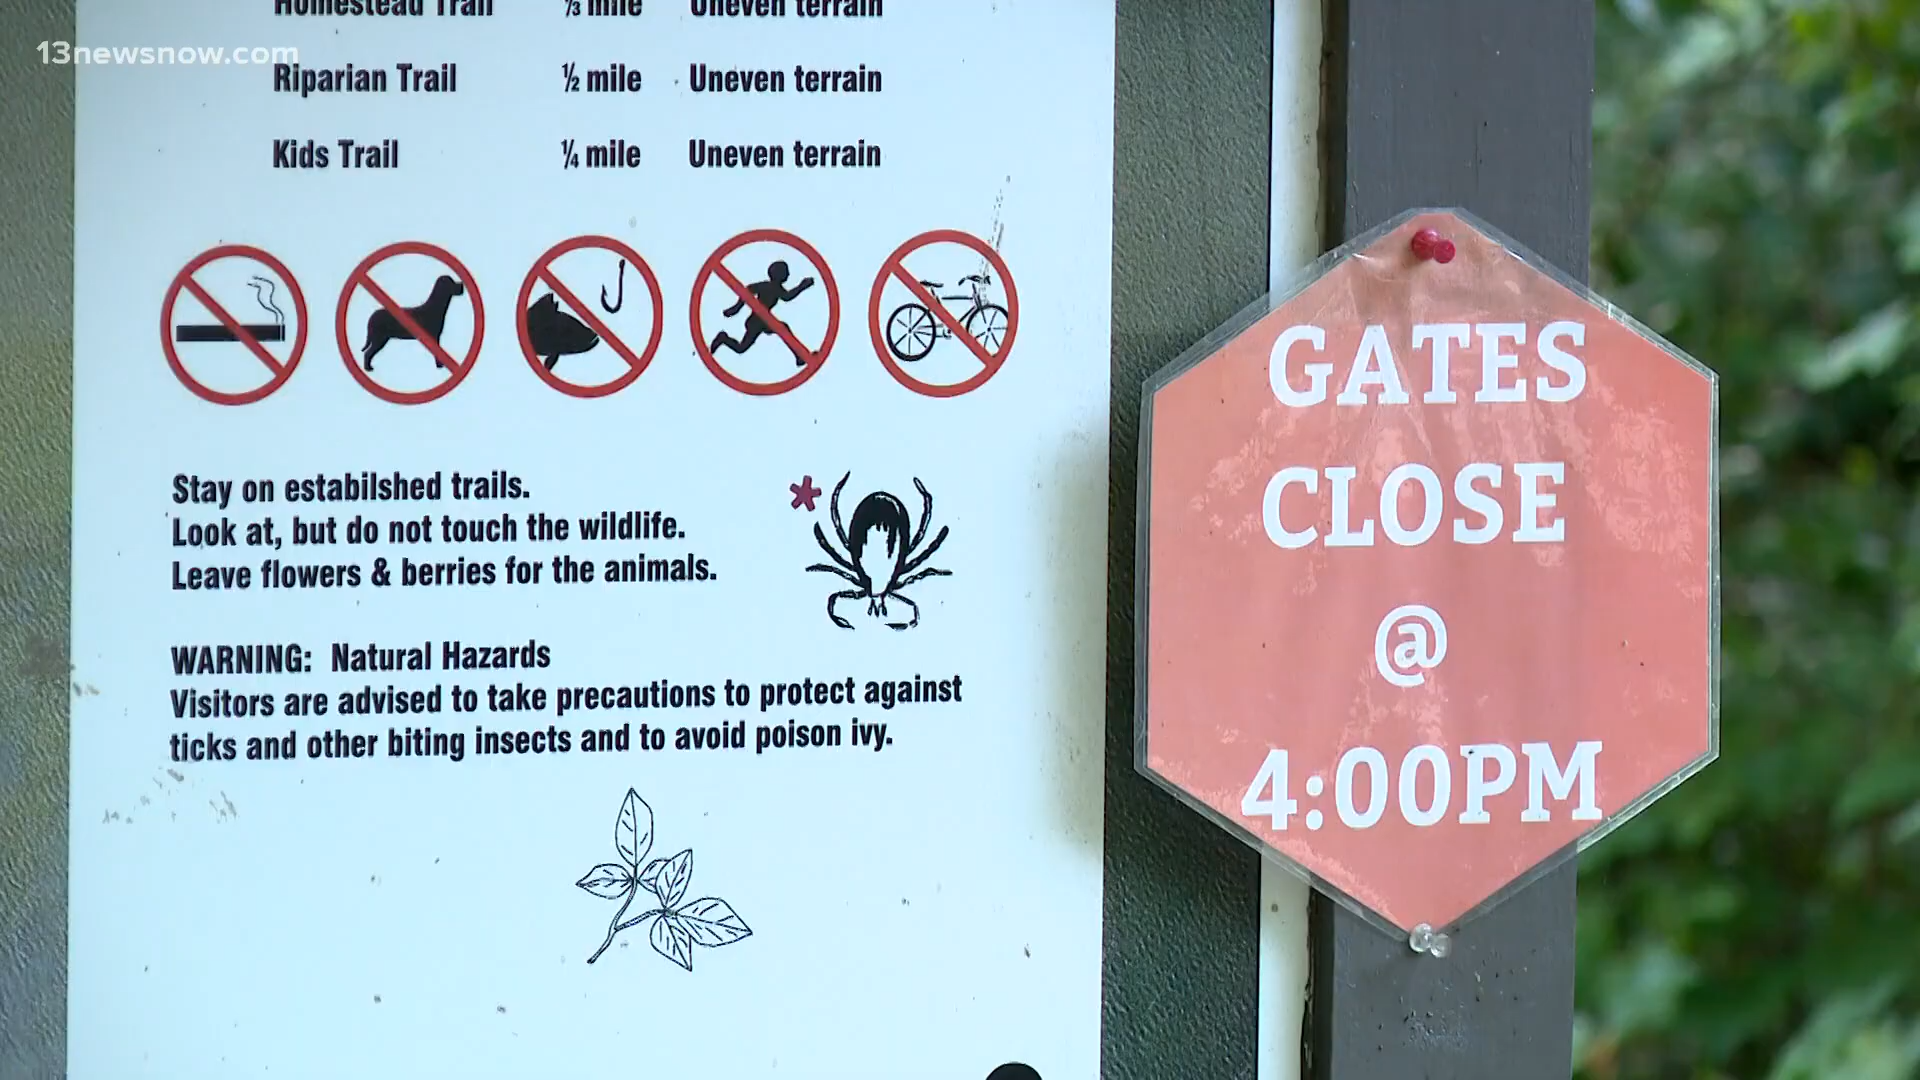 13newsnow.com
Homestead Trail ⅓ mile Uneven terrain
Riparian Trail ½ mile Uneven terrain
Kids Trail ¼ mile Uneven terrain
Stay on estabilshed trails.
Look at, but do not touch the wildlife.
Leave flowers & berries for the animals.
*
WARNING: Natural Hazards
Visitors are advised to take precautions to protect against
ticks and other biting insects and to avoid poison ivy.
GATES
CLOSE
@
4:00PM